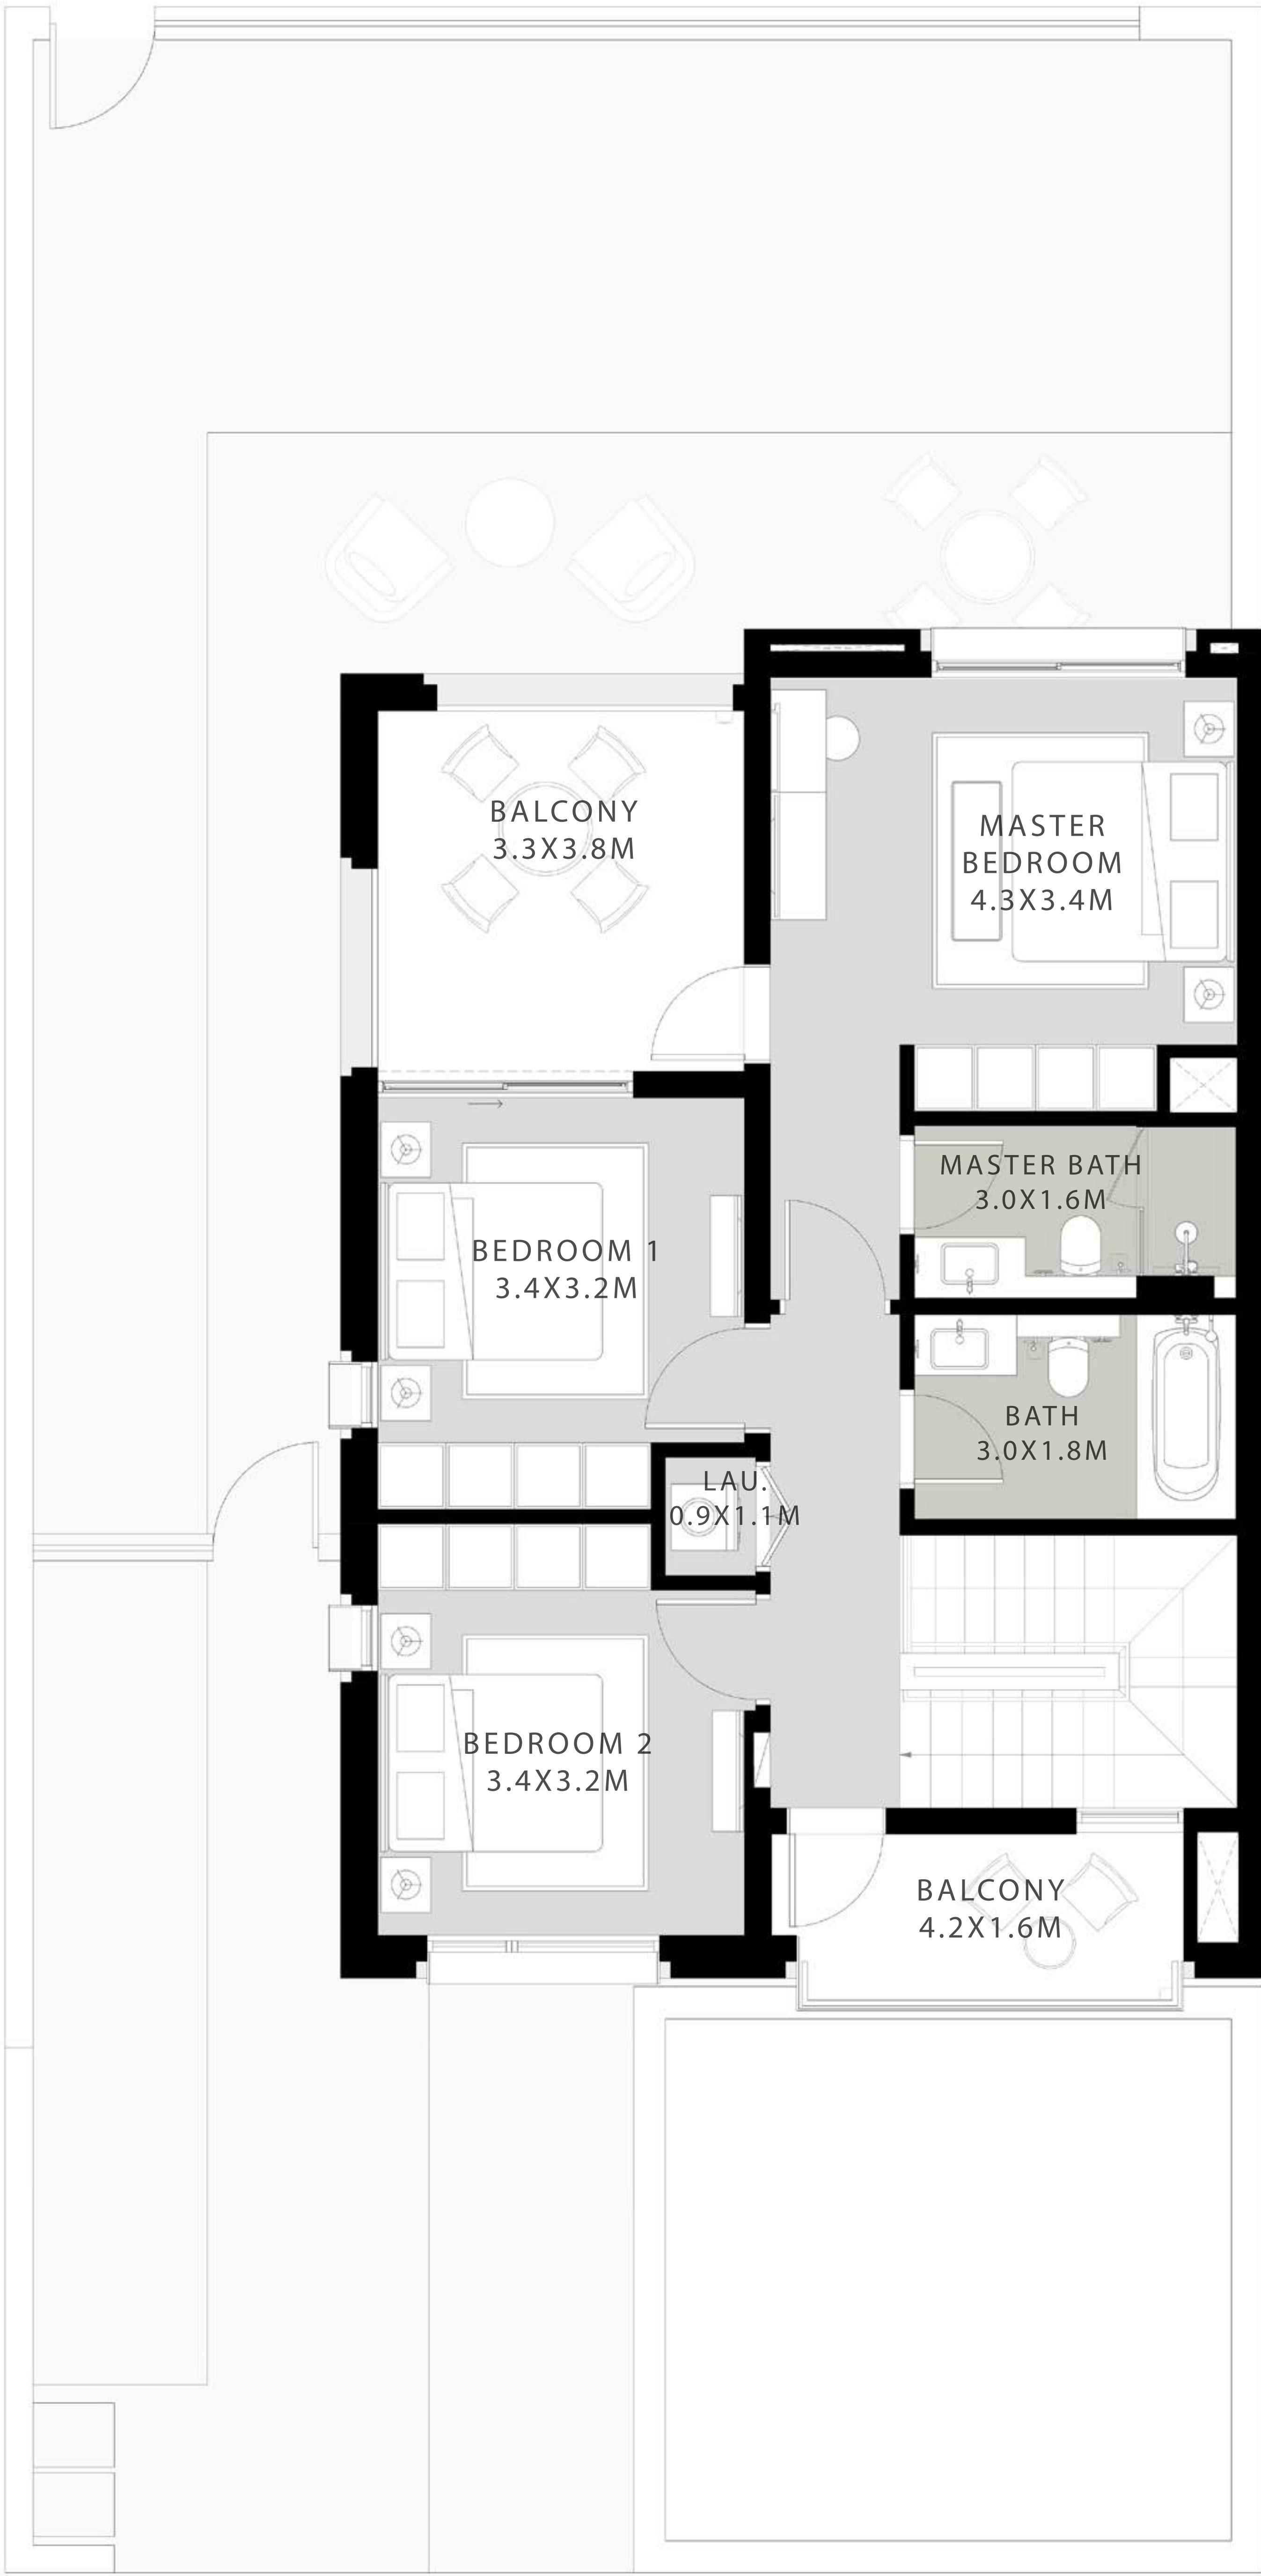 BALCONY
3.3X3.8M
MASTER
BEDROOM
4.3X3.4M
MASTER BATH
3.0X1.6M
BEDROOM 1
3.4X3.2M
BATH
3.0X1.8M
LAU.
0.9X1.1M
BEDROOM 2
3.4X3.2M
BALCONY
4.2X1.6M